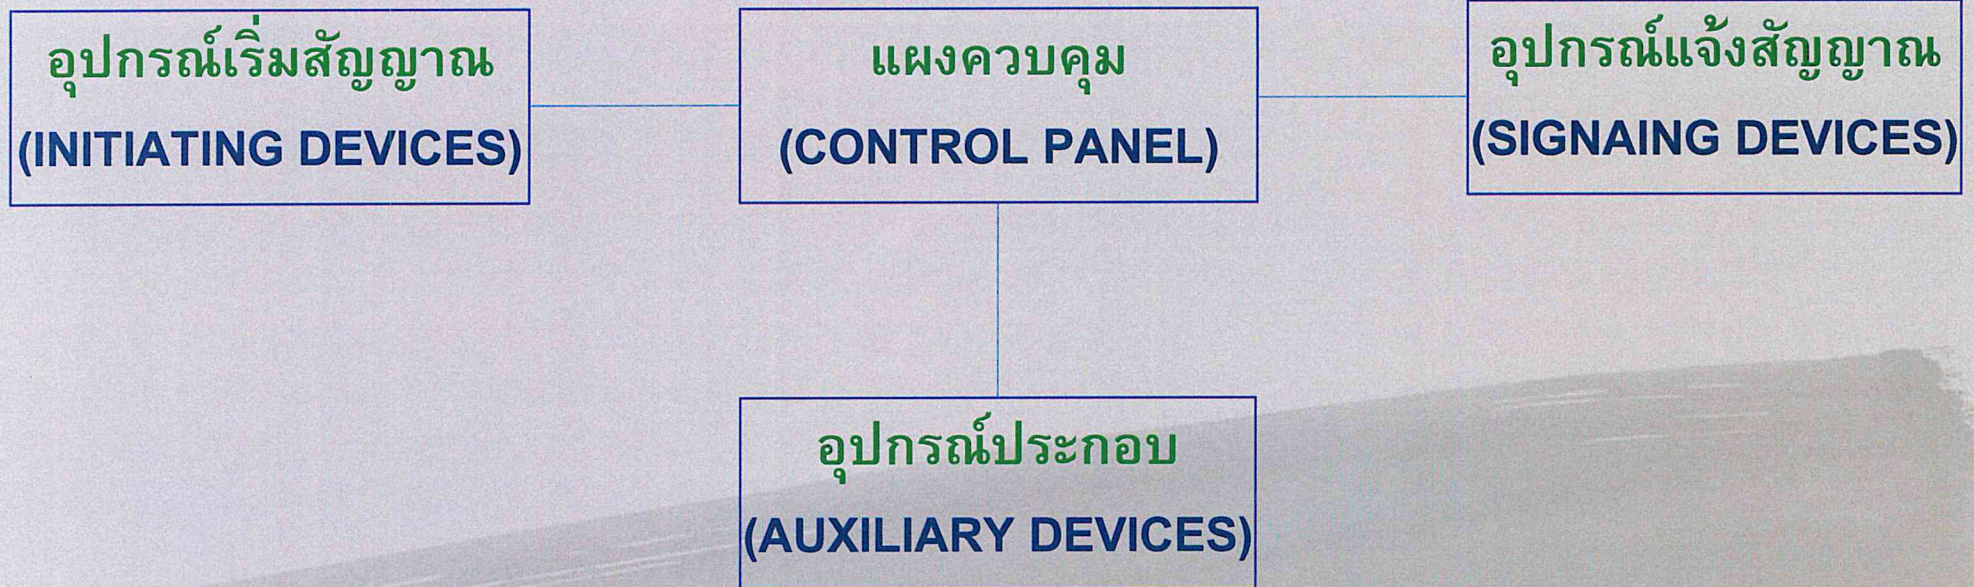 อุปกรณ์เริ่มสัญญาณ
(INITIATING DEVICES)
แผงควบคุม
(CONTROL PANEL)
อุปกรณ์แจ้งสัญญาณ
(SIGNAING DEVICES)
อุปกรณ์ประกอบ
(AUXILIARY DEVICES)